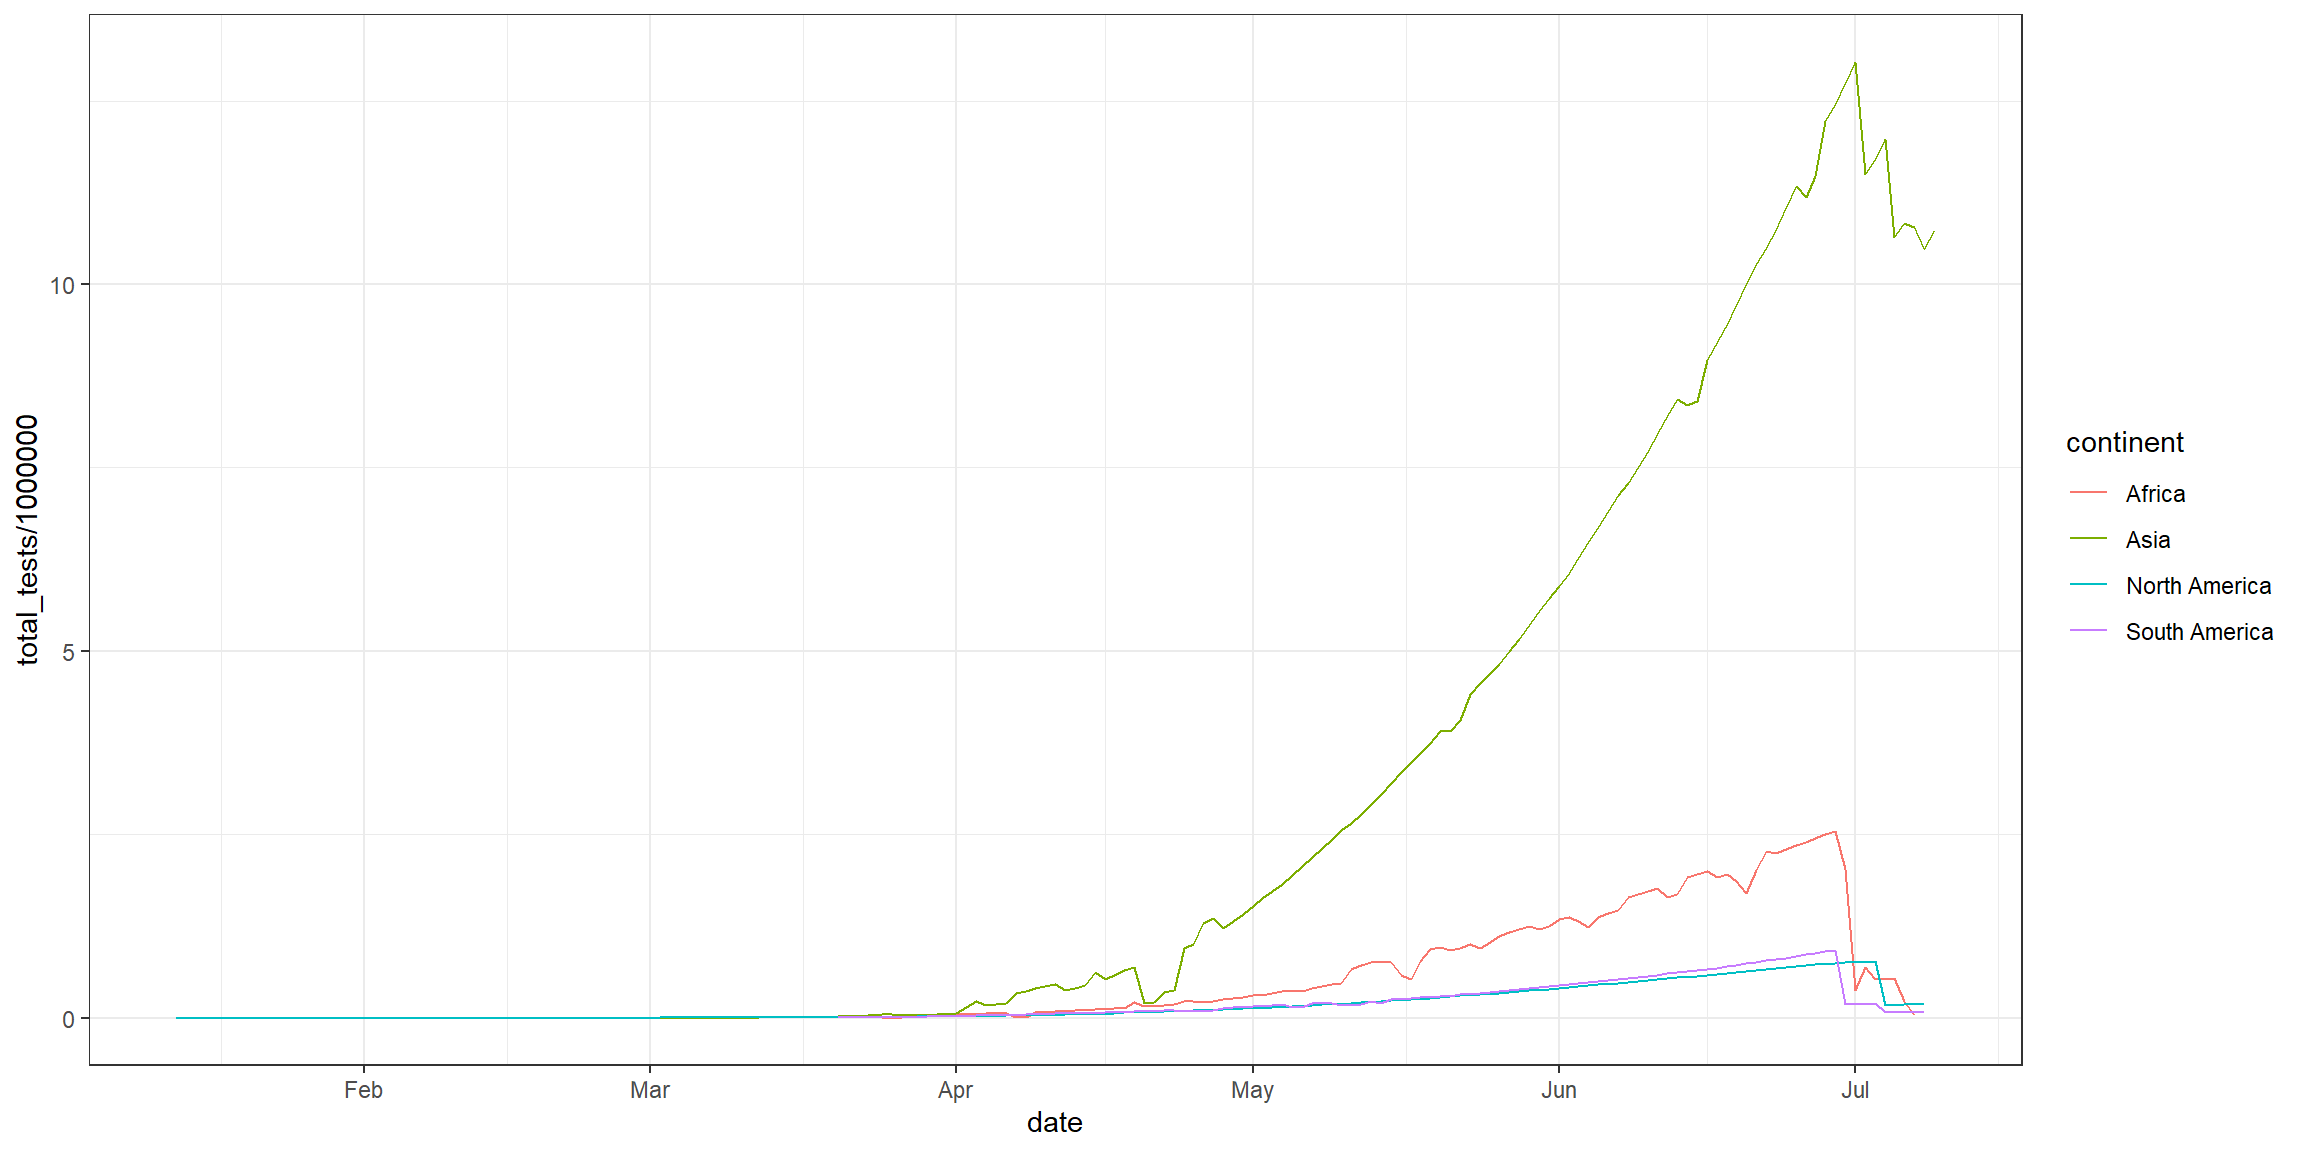 total_tests/1000000
10
5
0
Feb Mar Apr May Jun Jul
date
continent
Africa
Asia
North America
South America